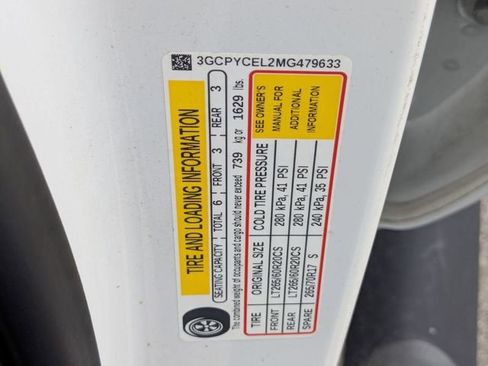 3GCPYCEL2MG479633
TIRE AND LOADING INFORMATION
SEATING CAPACITY | TOTAL 6 | FRONT 3 | REAR 3
The combined weight of occupants and cargo should never exceed 739 kg or 1629 lbs.
TIRE ORIGINAL SIZE COLD TIRE PRESSURE
FRONT LT265/60R20CS 280 kPa, 41 PSI
REAR LT265/60R20CS 280 kPa, 41 PSI
SPARE 265/70R17 S 240 kPa, 35 PSI
SEE OWNER'S
MANUAL FOR
ADDITIONAL
INFORMATION